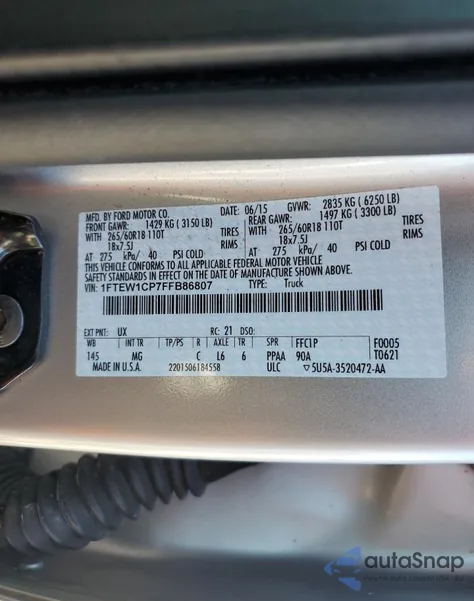 MFD. BY FORD MOTOR CO. 06/15 GVWR: 2835 KG ( 6250 LB)
FRONT GAWR: 1429 KG ( 3150 LB) REAR GAWR: 1497 KG ( 3300 LB)
WITH 265/60R18 110T TIRES WITH 265/60R18 110T TIRES
18x7.5J RIMS 18x7.5J RIMS
AT 275 kPa/ 40 PSI COLD AT 275 kPa/ 40 PSI COLD
THIS VEHICLE CONFORMS TO ALL APPLICABLE FEDERAL MOTOR VEHICLE
SAFETY STANDARDS IN EFFECT ON THE DATE OF MANUFACTURE SHOWN ABOVE.
VIN: 1FTEW1CP7FFB86807 TYPE: Truck
EXT PNT: UX RC: 21 DSO:
WB INT TR TP/PS R AXLE TR SPR FFC1P F0005
145 MG C L6 6 PPAA 90A T0621
MADE IN U.S.A. 2201506184558 ULC ▽5U5A-3520472-AA
autoSnap